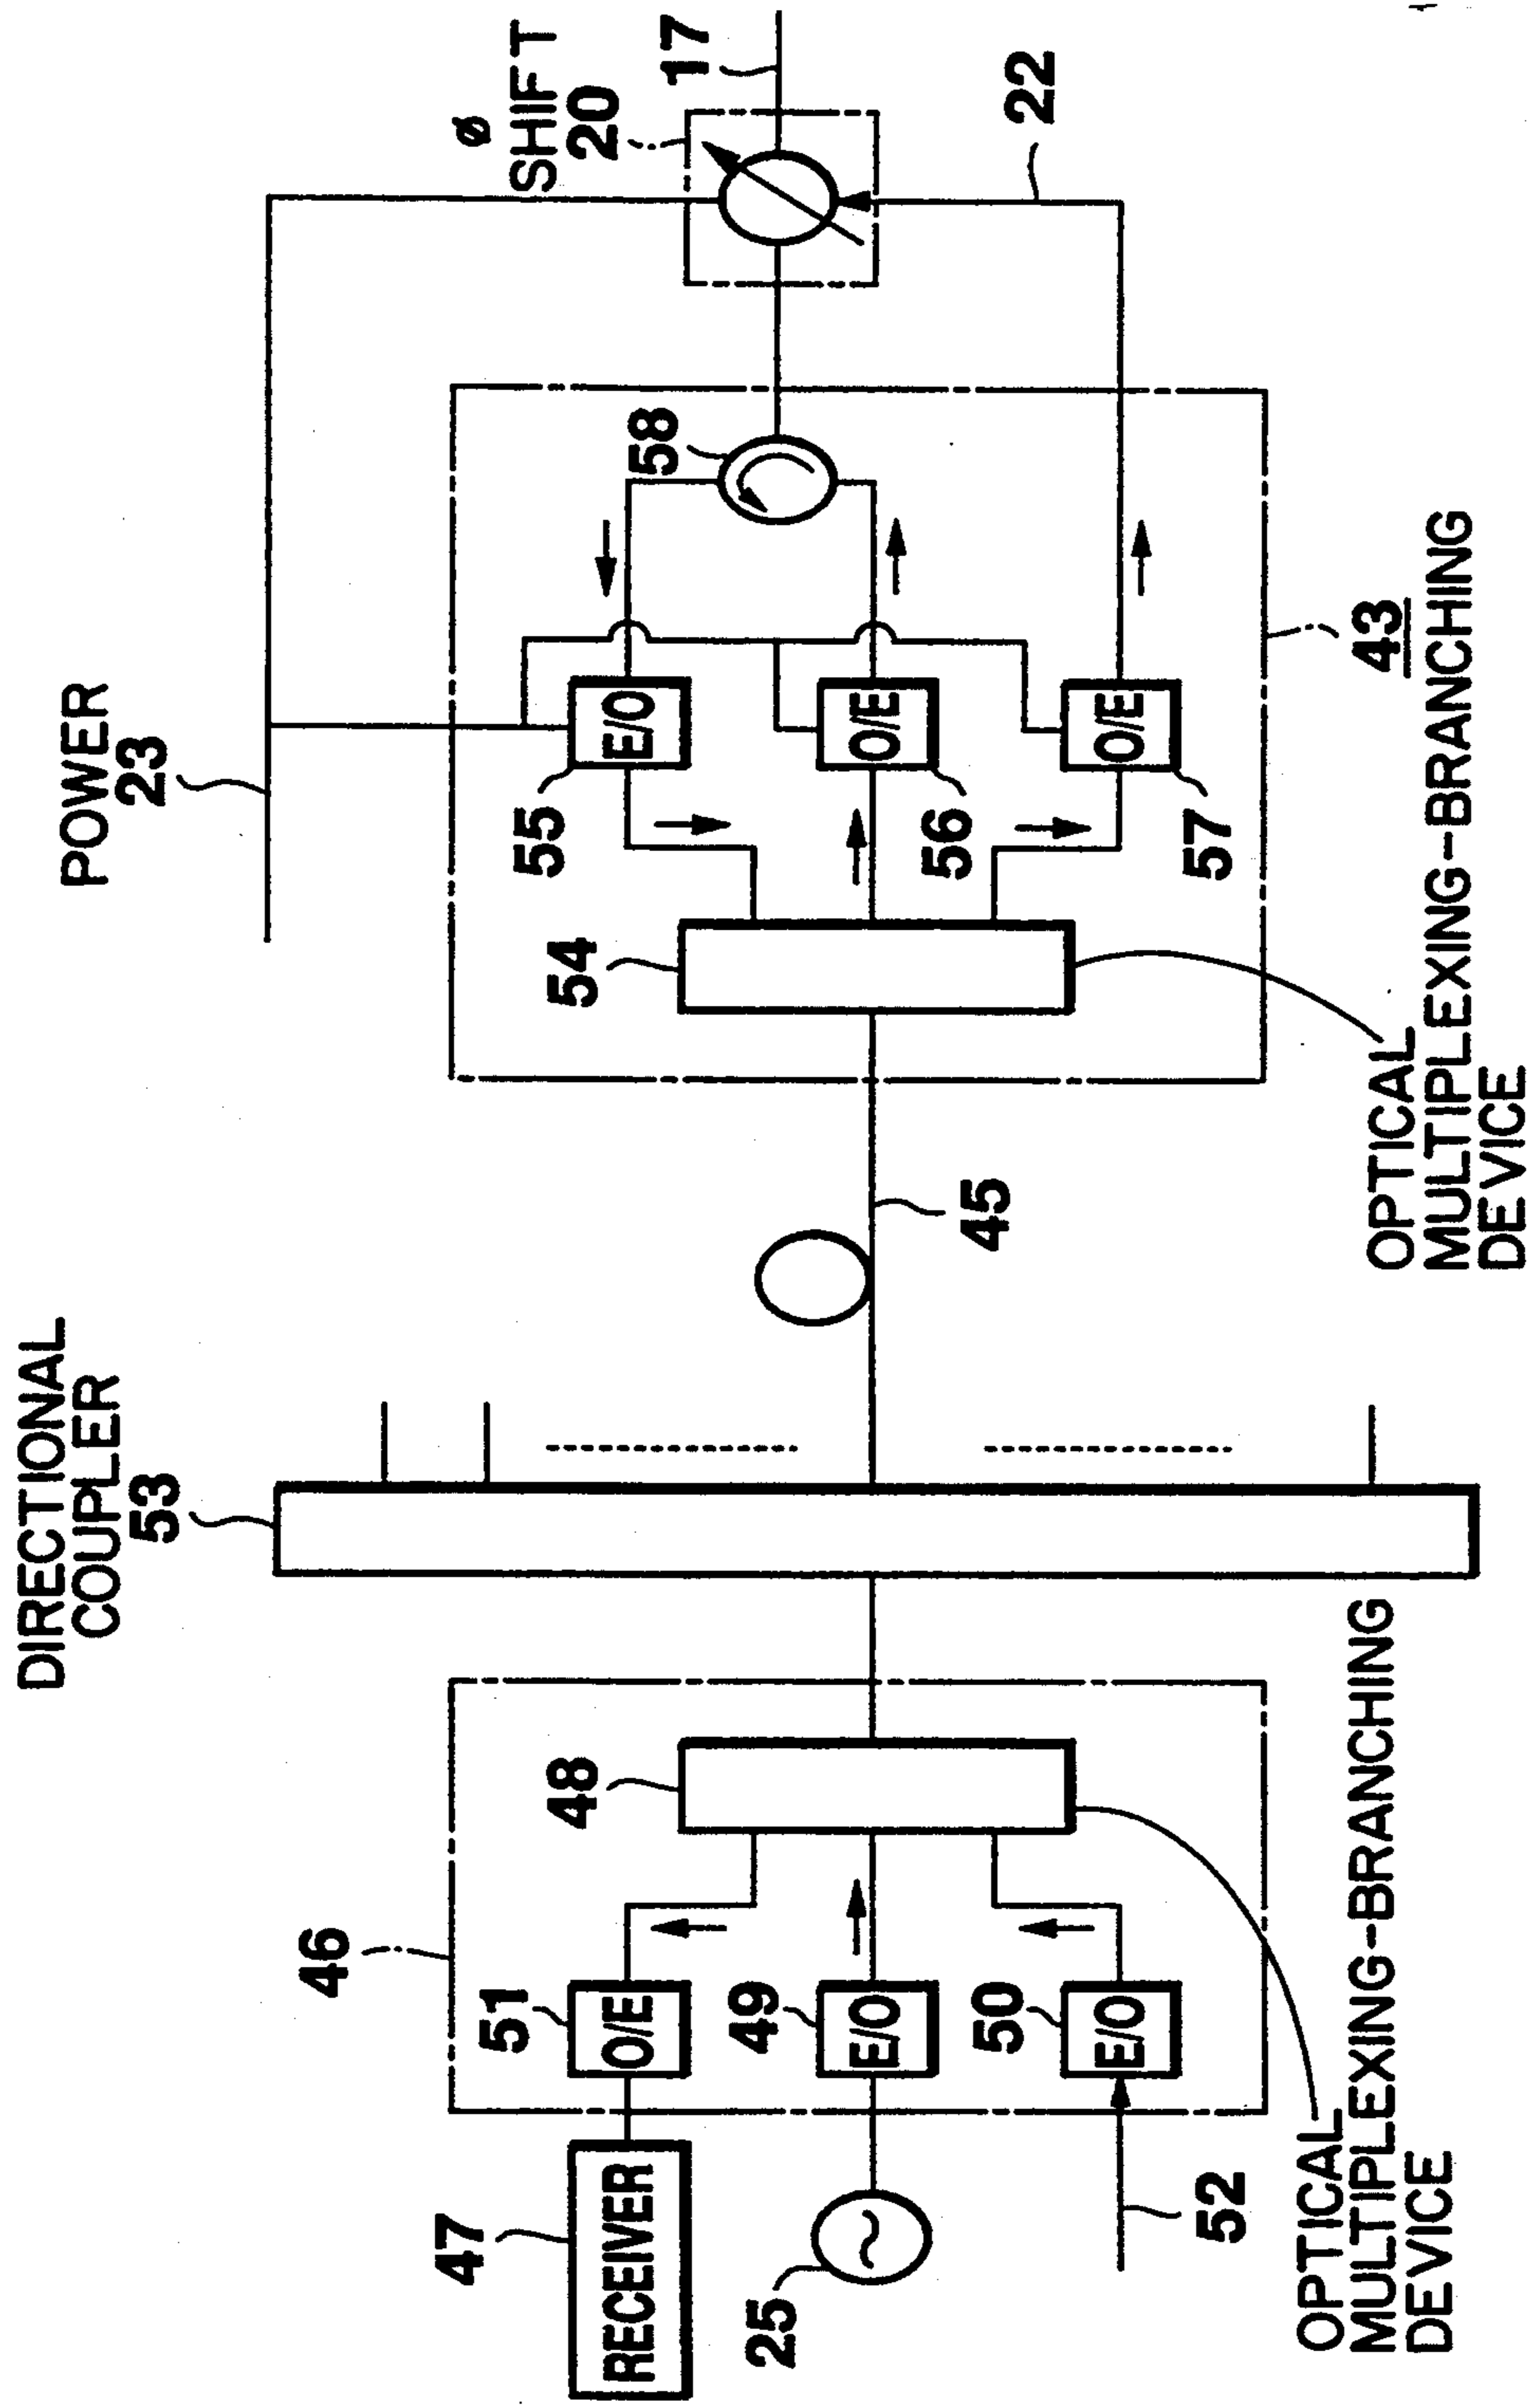 DIRECTIONAL
COUPLER
53
POWER
23
ø
SHIFT
20
17
22
46
51
O/E
49
E/O
50
E/O
48
47
RECEIVER
25
52
OPTICAL
MULTIPLEXING-BRANCHING
DEVICE
45
54
55
E/O
56
O/E
57
O/E
58
43
OPTICAL
MULTIPLEXING-BRANCHING
DEVICE